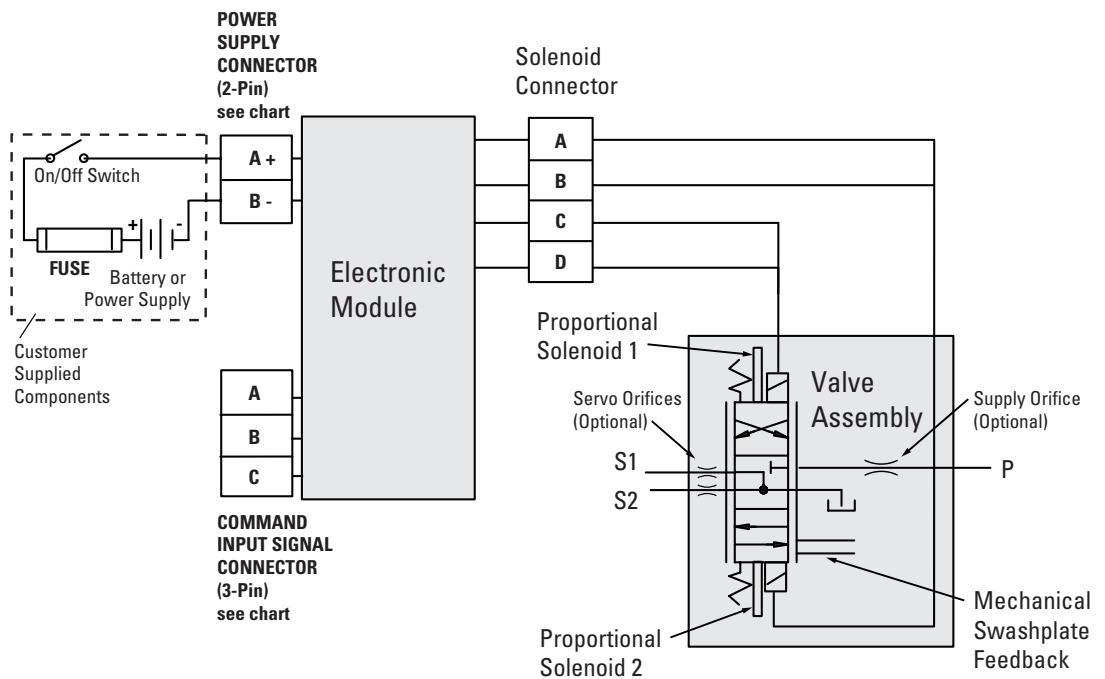 POWER
SUPPLY
CONNECTOR
(2-Pin)
see chart
Solenoid
Connector
On/Off Switch
A +
B -
+
-
FUSE
Battery or
Power Supply
Customer
Supplied
Components
Electronic
Module
A
B
C
D
A
B
C
COMMAND
INPUT SIGNAL
CONNECTOR
(3-Pin)
see chart
Proportional
Solenoid 1
Valve
Assembly
Servo Orifices
(Optional)
Supply Orifice
(Optional)
S1
S2
P
Proportional
Solenoid 2
Mechanical
Swashplate
Feedback